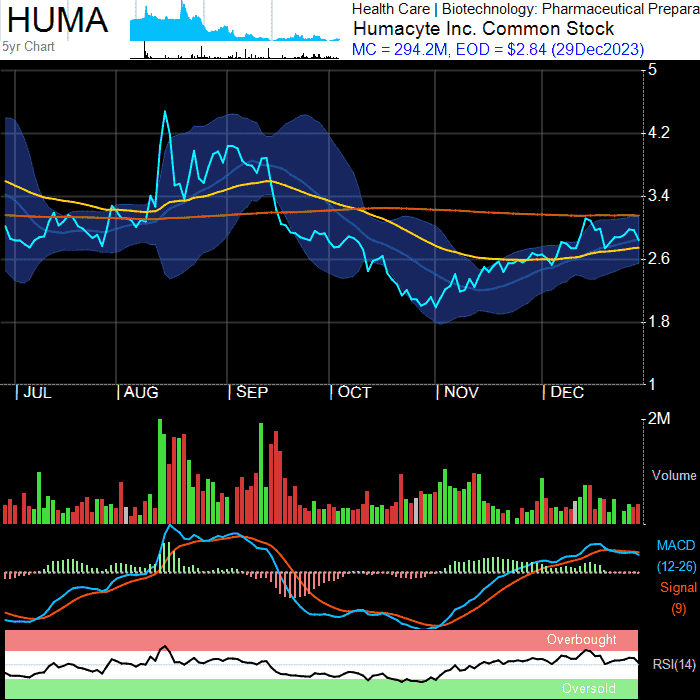 HUMA
5yr Chart
Health Care | Biotechnology: Pharmaceutical Prepara
Humacyte Inc. Common Stock
MC = 294.2M, EOD = $2.84 (29Dec2023)
5
4.2
3.4
2.6
1.8
1
JUL AUG SEP OCT NOV DEC
2M
Volume
MACD
(12-26)
Signal
(9)
Overbought
RSI(14)
Oversold